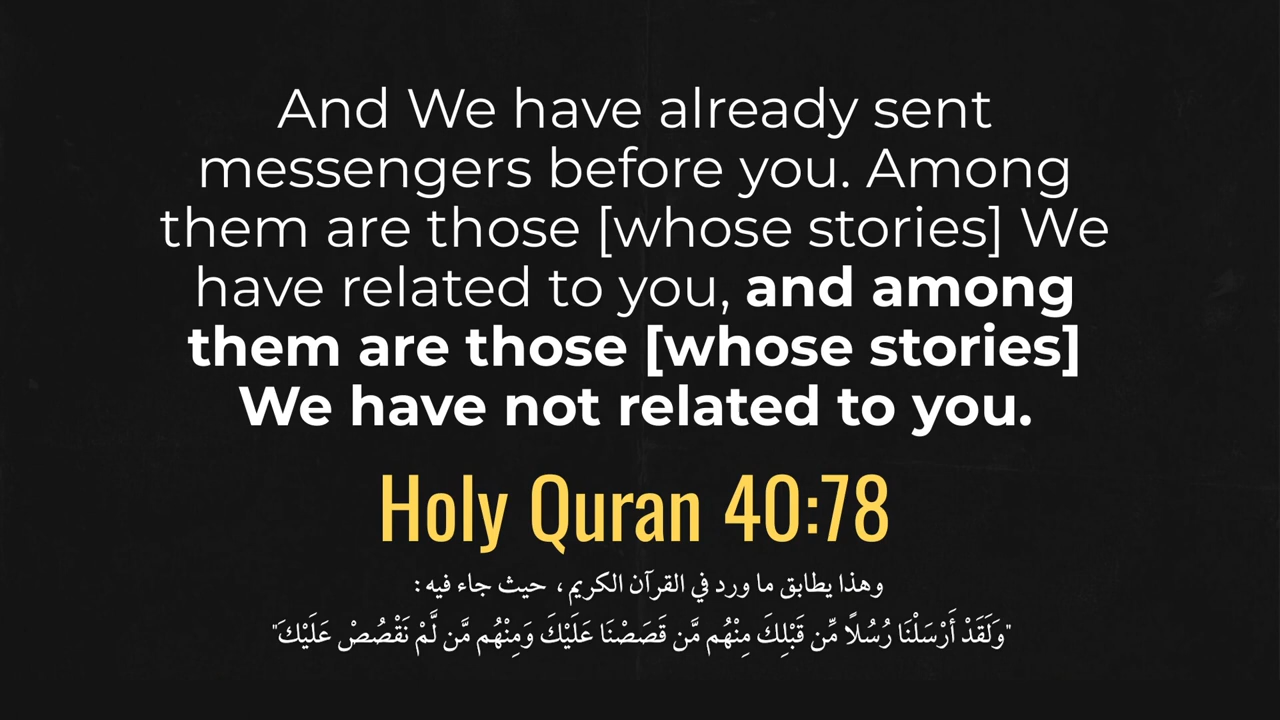 And We have already sent
messengers before you. Among
them are those [whose stories] We
have related to you, and among
them are those [whose stories]
We have not related to you.
Holy Quran 40:78
وهذا يطابق ما ورد في القرآن الكريم، حيث جاء فيه:
"وَلَقَدْ أَرْسَلْنَا رُسُلًا مِّن قَبْلِكَ مِنْهُم مَّن قَصَصْنَا عَلَيْكَ وَمِنْهُم مَّن لَّمْ نَقْصُصْ عَلَيْكَ"